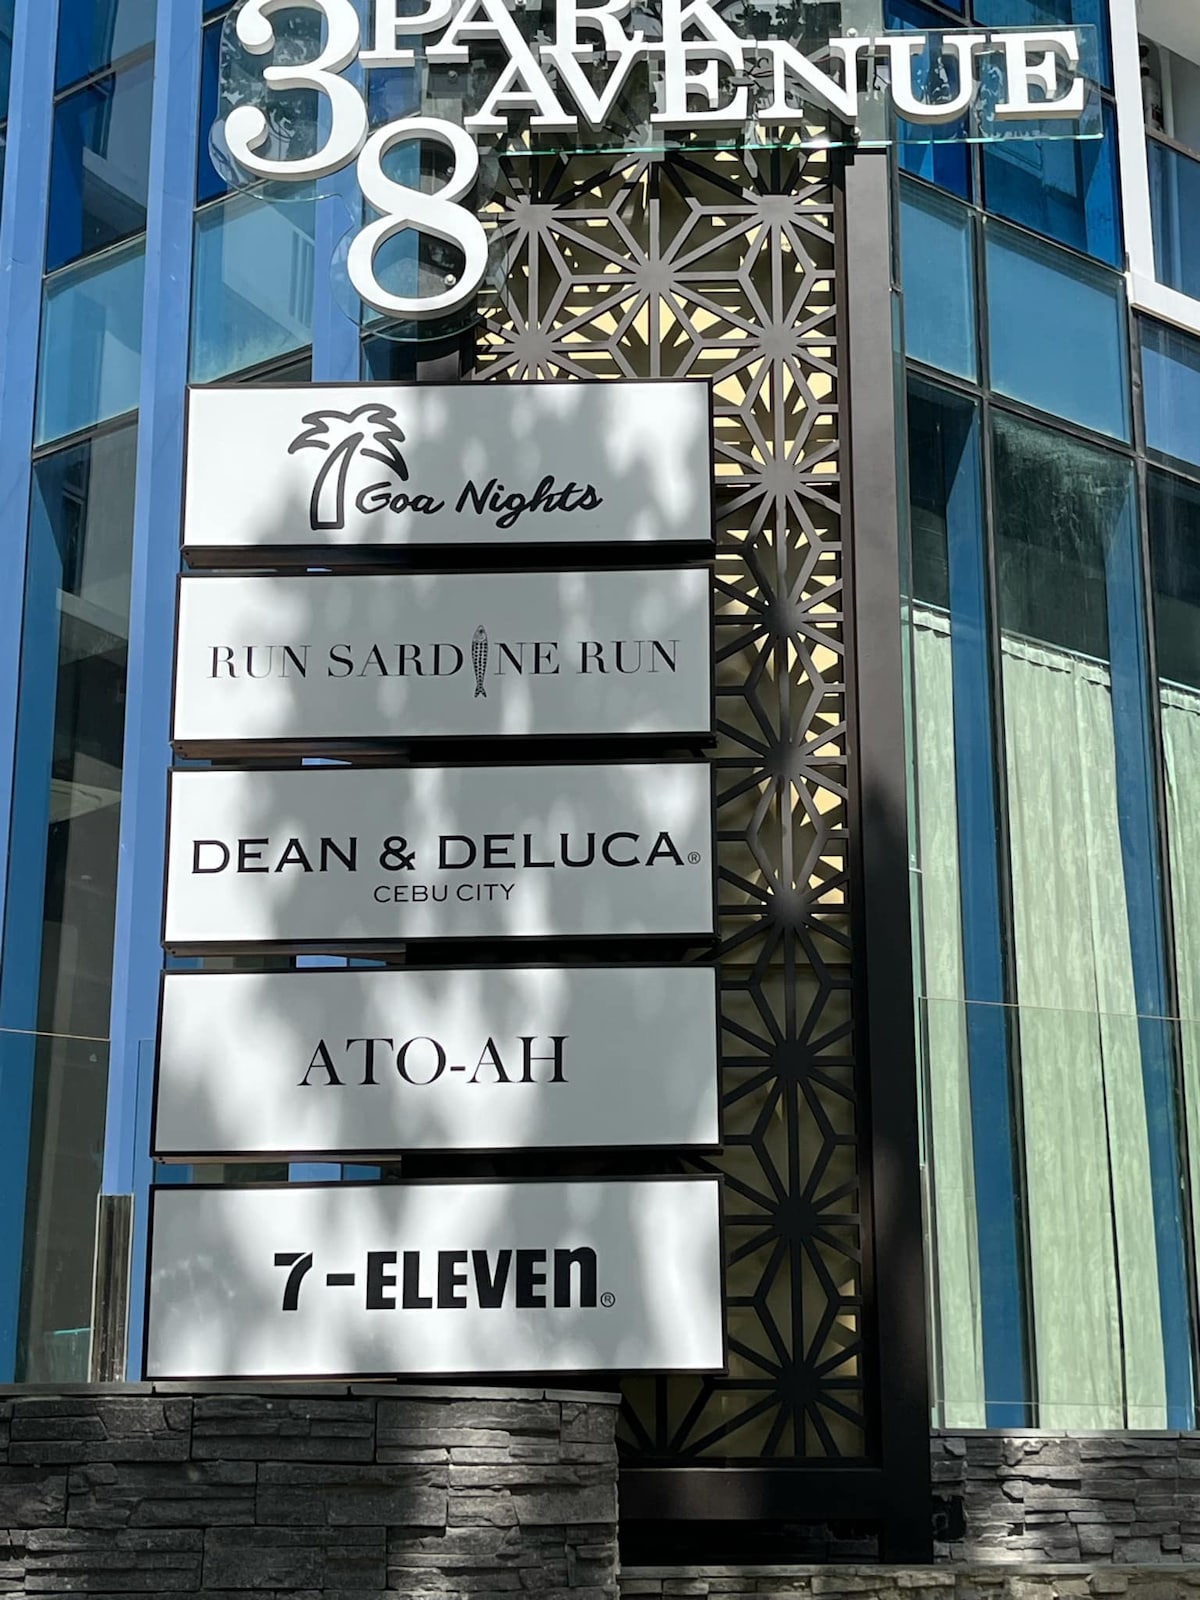 38 PARK
AVENUE
Goa Nights
RUN SARDINE RUN
DEAN & DELUCA®
CEBU CITY
ATO-AH
7-ELEVEn®